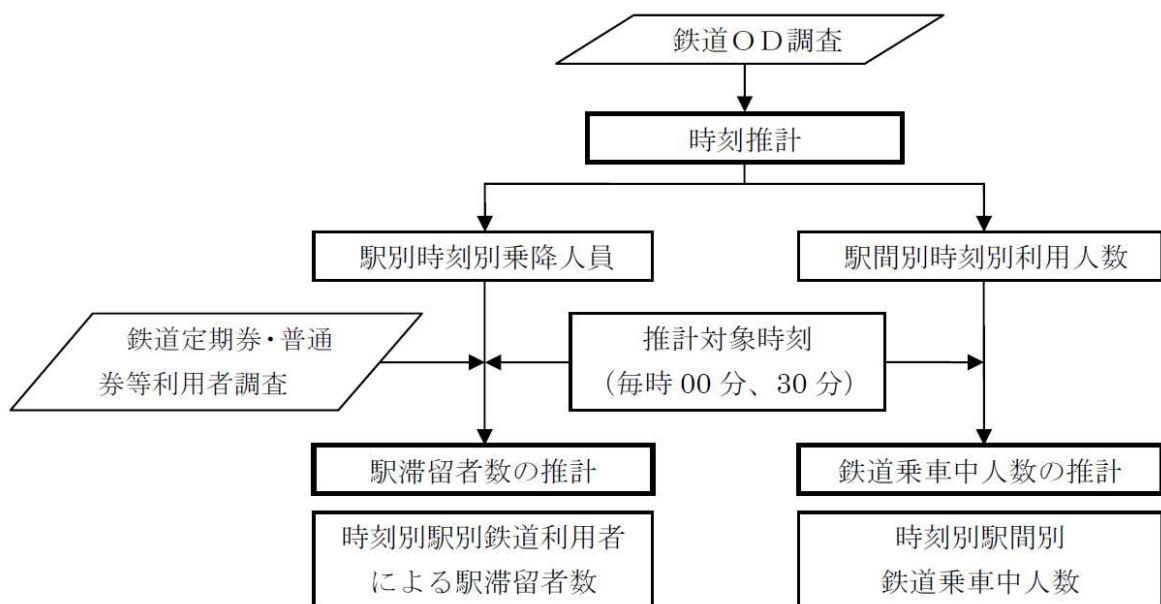 鉄道OD調査
時刻推計
駅別時刻別乗降人員
駅間別時刻別利用人数
鉄道定期券・普通
券等利用者調査
推計対象時刻
（毎時 00 分、30 分）
駅滞留者数の推計
鉄道乗車中人数の推計
時刻別駅別鉄道利用者
による駅滞留者数
時刻別駅間別
鉄道乗車中人数